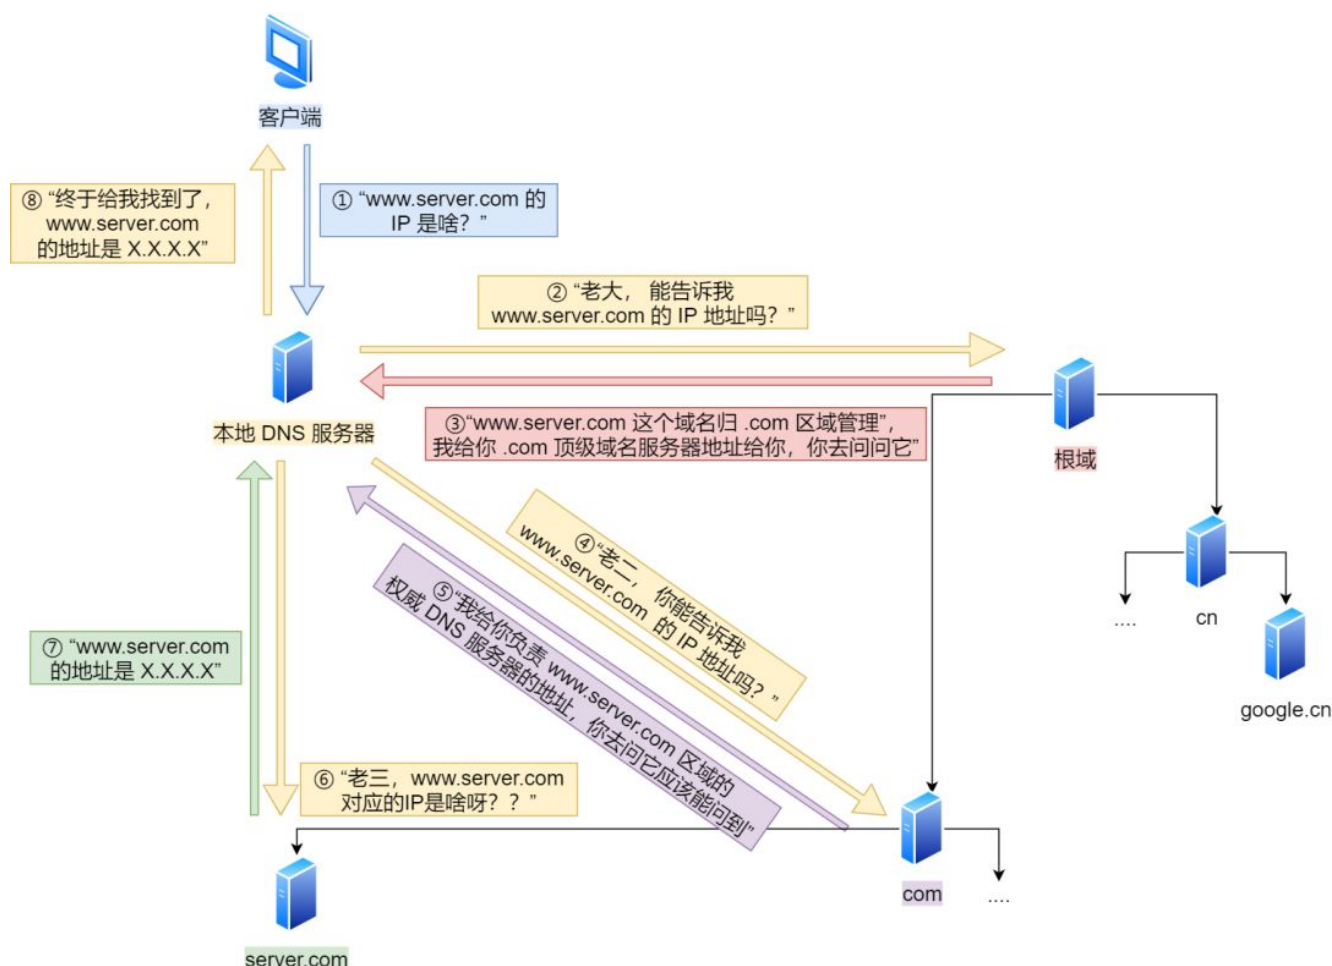 客户端
⑧ “终于给我找到了，
www.server.com
的地址是 X.X.X.X”
① “www.server.com 的
IP 是啥？”
② “老大， 能告诉我
www.server.com 的 IP 地址吗？”
本地 DNS 服务器
③“www.server.com 这个域名归 .com 区域管理”，
我给你 .com 顶级域名服务器地址给你，你去问问它”
根域
④“老二， 你能告诉我
www.server.com 的 IP 地址吗？”
⑤“我给你负责 www.server.com 区域的
权威 DNS 服务器的地址，你去问它应该能问到”
....
cn
google.cn
⑦ “www.server.com
的地址是 X.X.X.X”
⑥ “老三，www.server.com
对应的IP是啥呀？？”
com
....
server.com